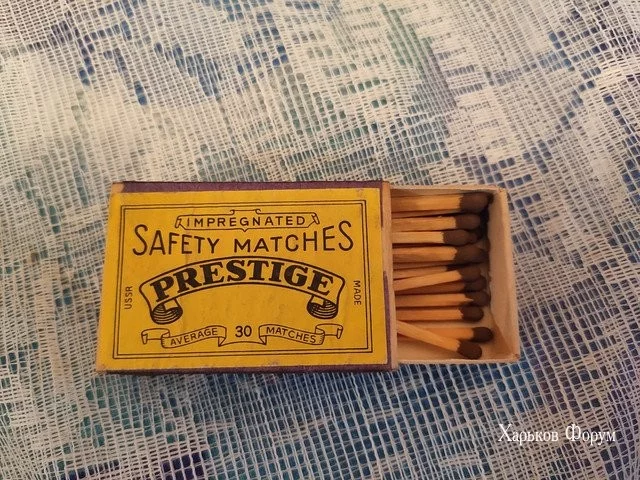 IMPREGNATED
SAFETY MATCHES
PRESTIGE
USSR
MADE
AVERAGE 30 MATCHES
Харьков Форум